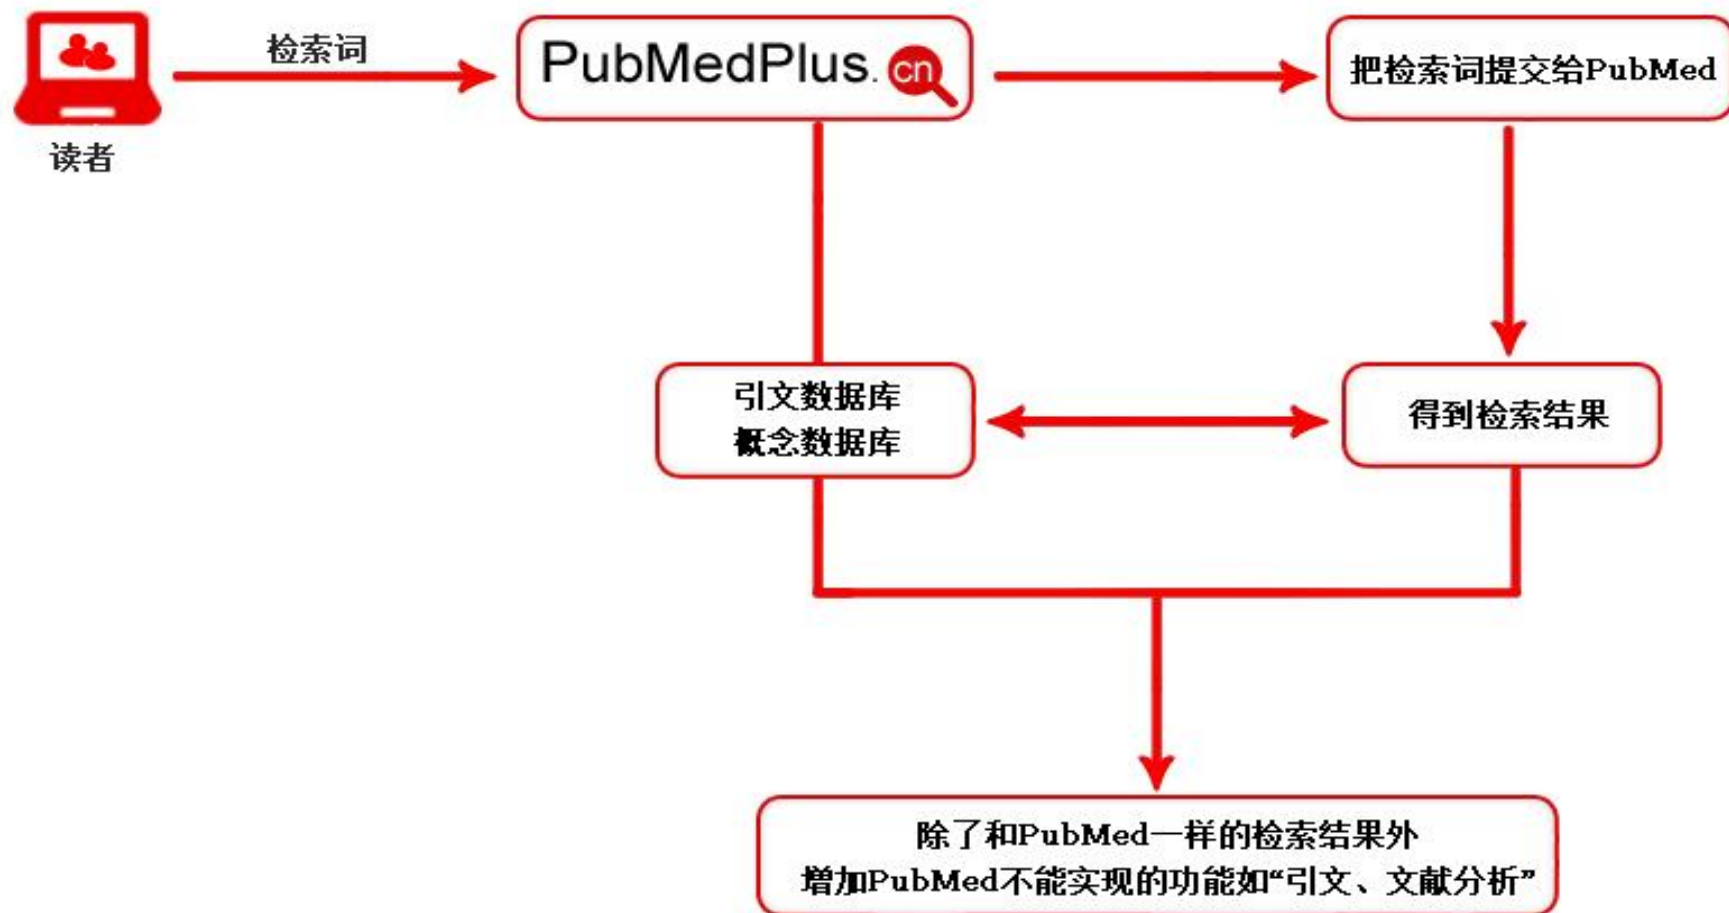 检索词
PubMedPlus.cn
把检索词提交给PubMed
读者
引文数据库
概念数据库
得到检索结果
除了和PubMed一样的检索结果外
增加PubMed不能实现的功能如“引文、文献分析”